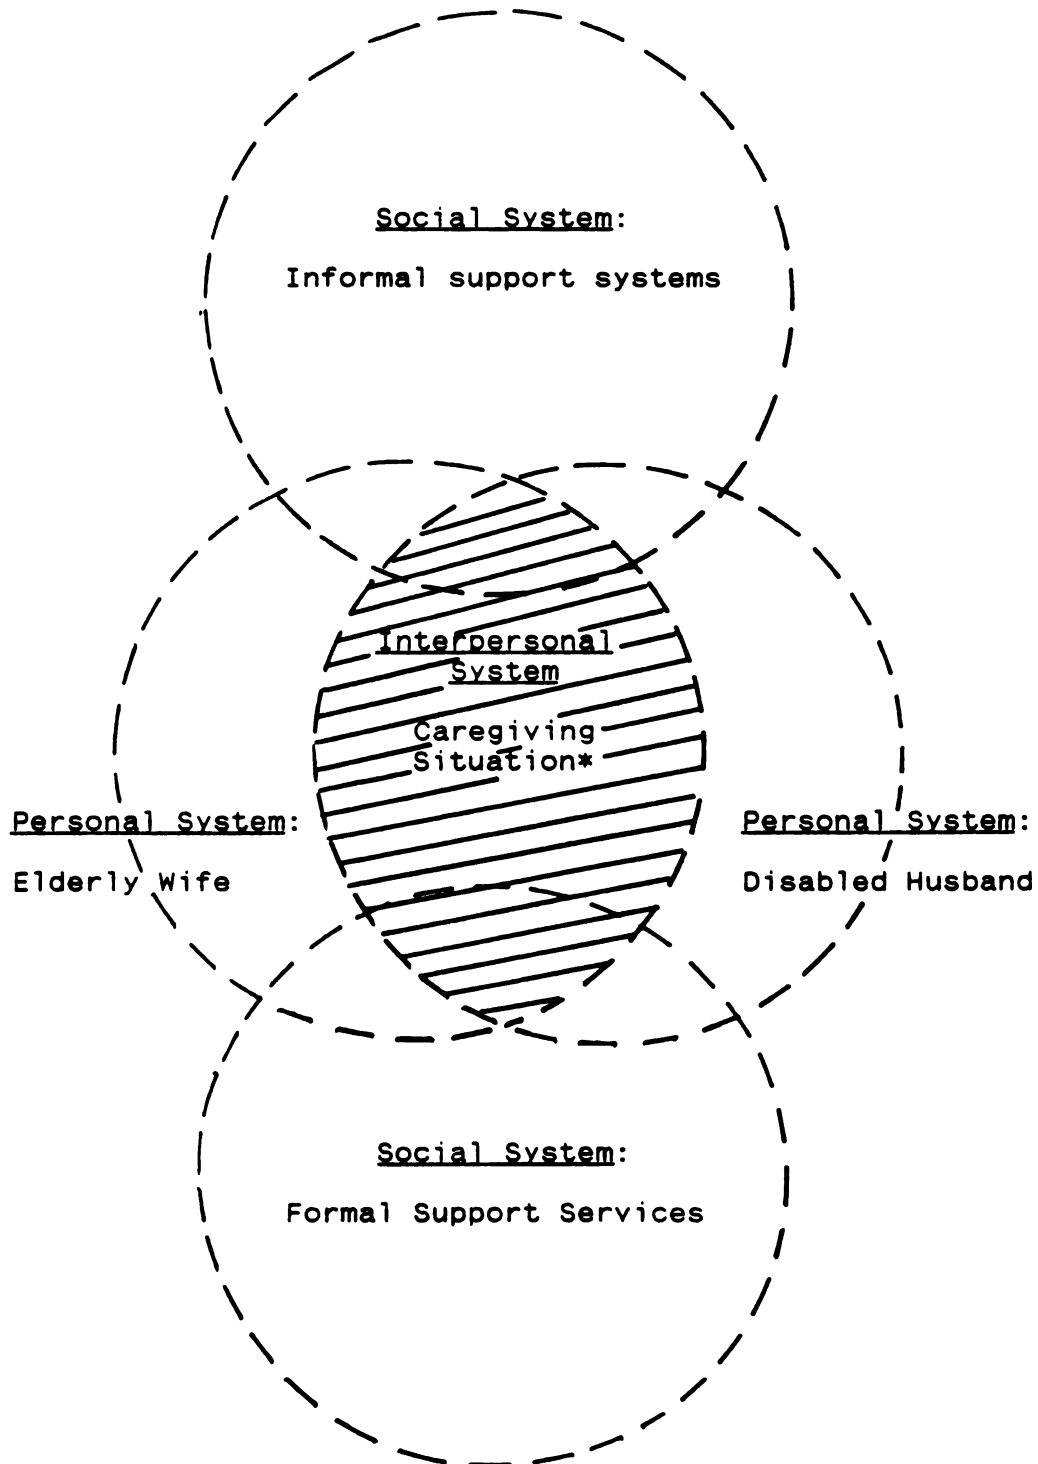 Social System:
Informal support systems
Interpersonal
System
Caregiving
Situation*
Personal System:
Elderly Wife
Personal System:
Disabled Husband
Social System:
Formal Support Services